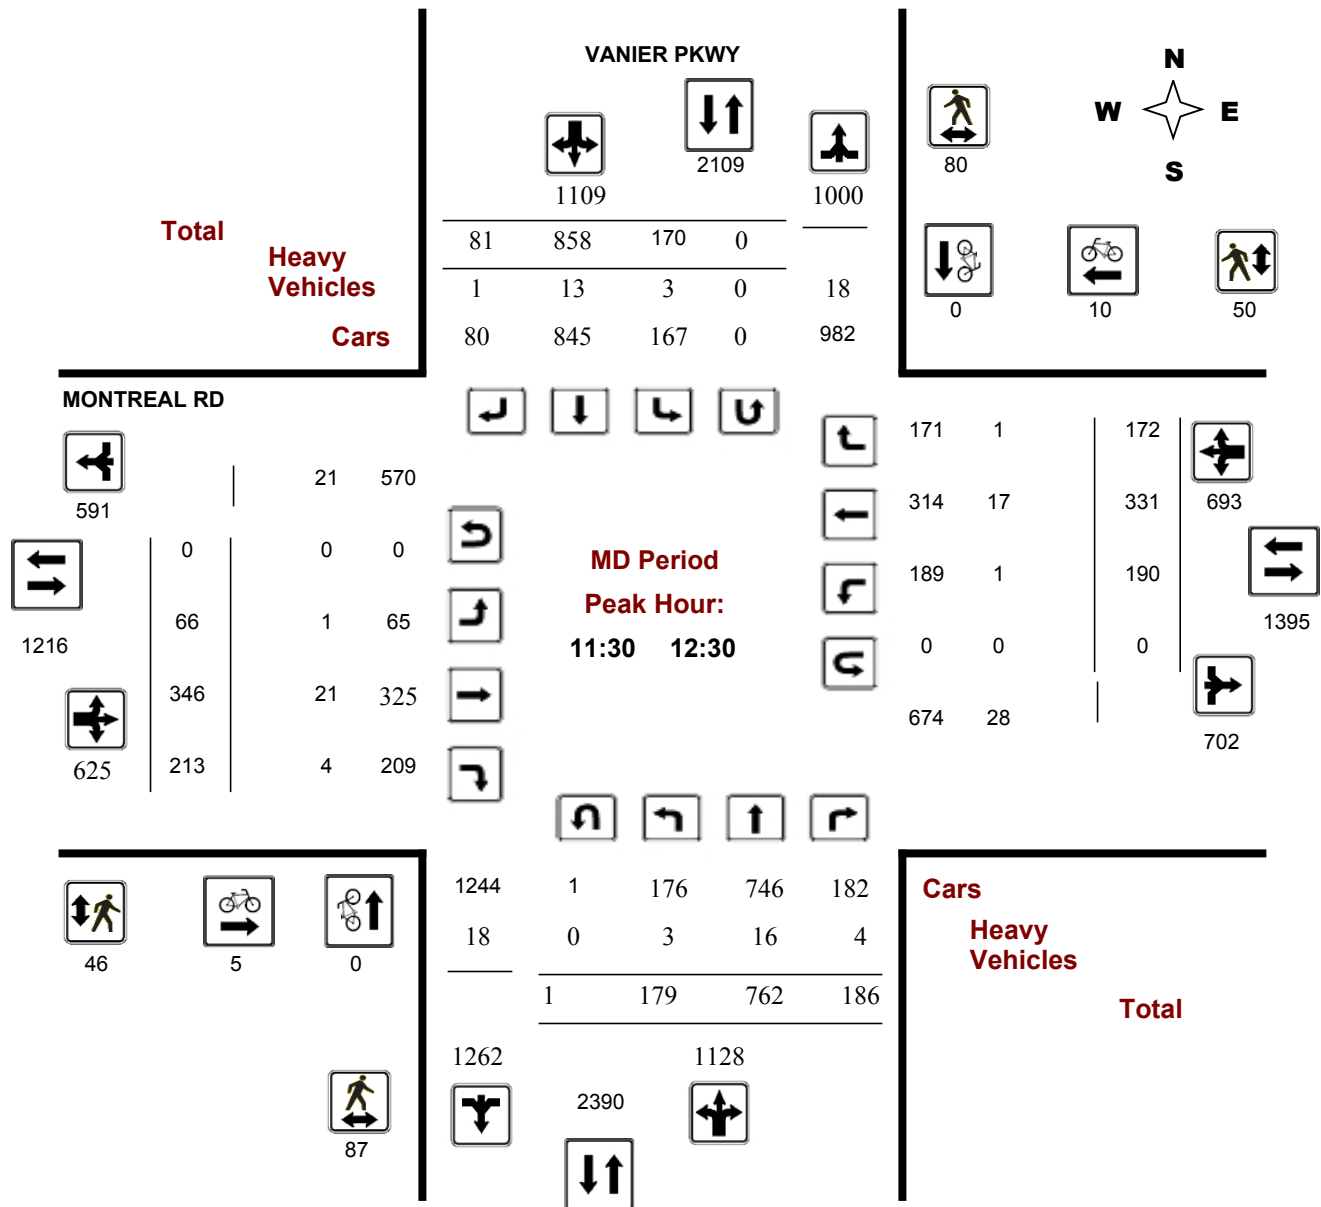 VANIER PKWY
N
W E
S
2109
80
1109
1000
Total
81 858 170 0
Heavy
Vehicles
1 13 3 0 18
0 10 50
Cars
80 845 167 0 982
MONTREAL RD
171 1 172
21 570
591
314 17 331 693
0 0 0
MD Period
189 1 190
Peak Hour:
66 1 65
1395
1216
11:30 12:30
0 0 0
346 21 325
674 28
702
625 213 4 209
1244 1 176 746 182
Cars
18 0 3 16 4
Heavy
Vehicles
46 5 0
1 179 762 186
Total
1262 1128
2390
87